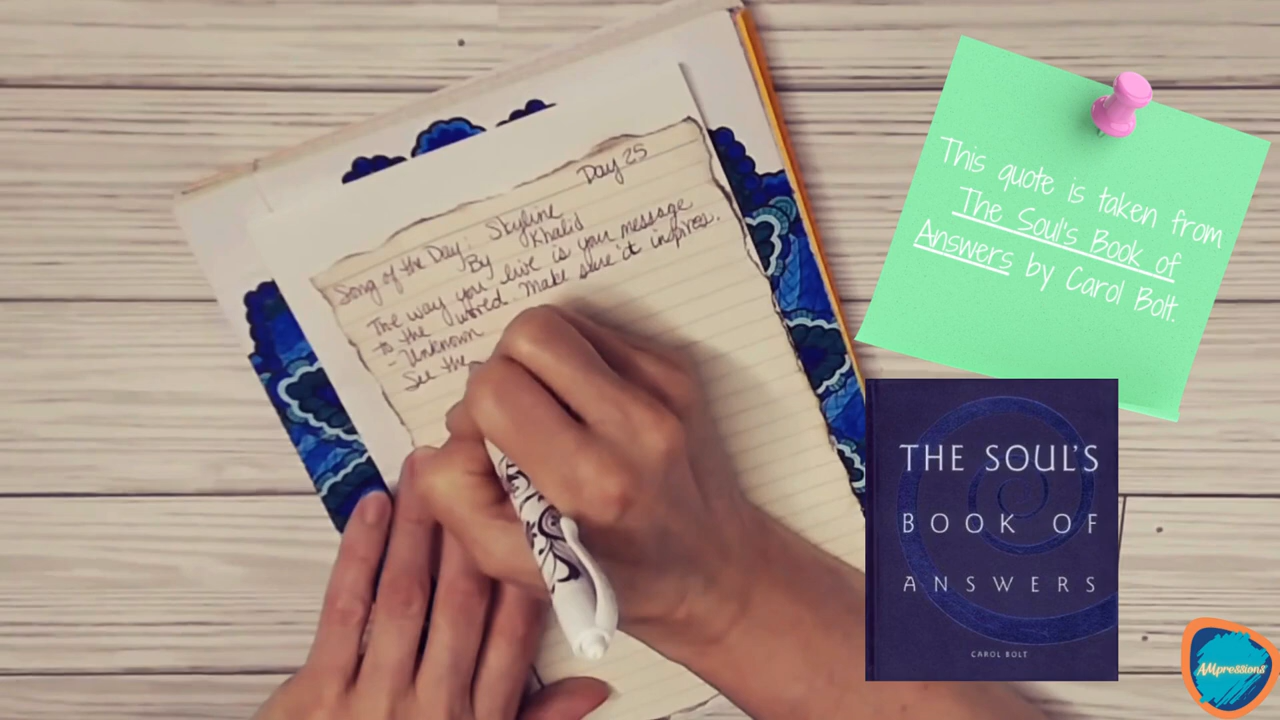 Day 25
Song of the Day: Skyline
By Khalid
The way you live is your message
to the world. Make sure it inspires.
- Unknown
See the
This quote is taken from
The Soul's Book of
Answers by Carol Bolt.
THE SOUL'S
BOOK OF
ANSWERS
CAROL BOLT
AMpressions